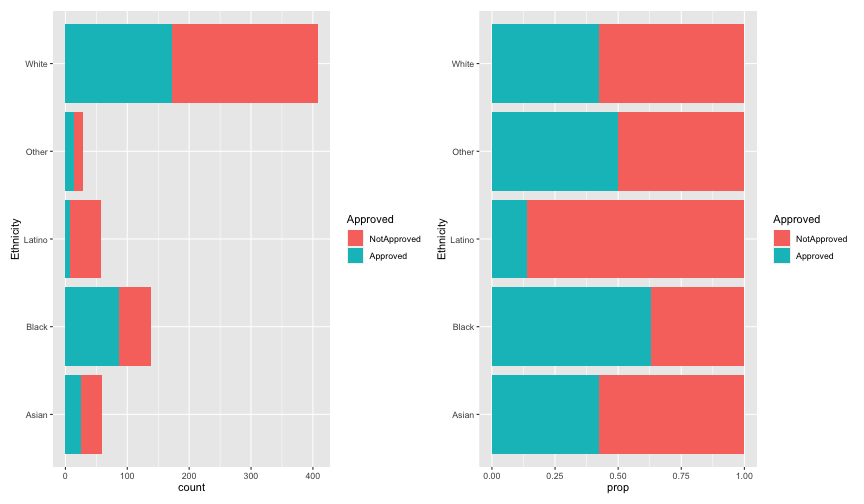 White
Other
Latino
Black
Asian
Ethnicity
0 100 200 300 400
count
Approved
NotApproved
Approved
White
Other
Latino
Black
Asian
Ethnicity
0.00 0.25 0.50 0.75 1.00
prop
Approved
NotApproved
Approved